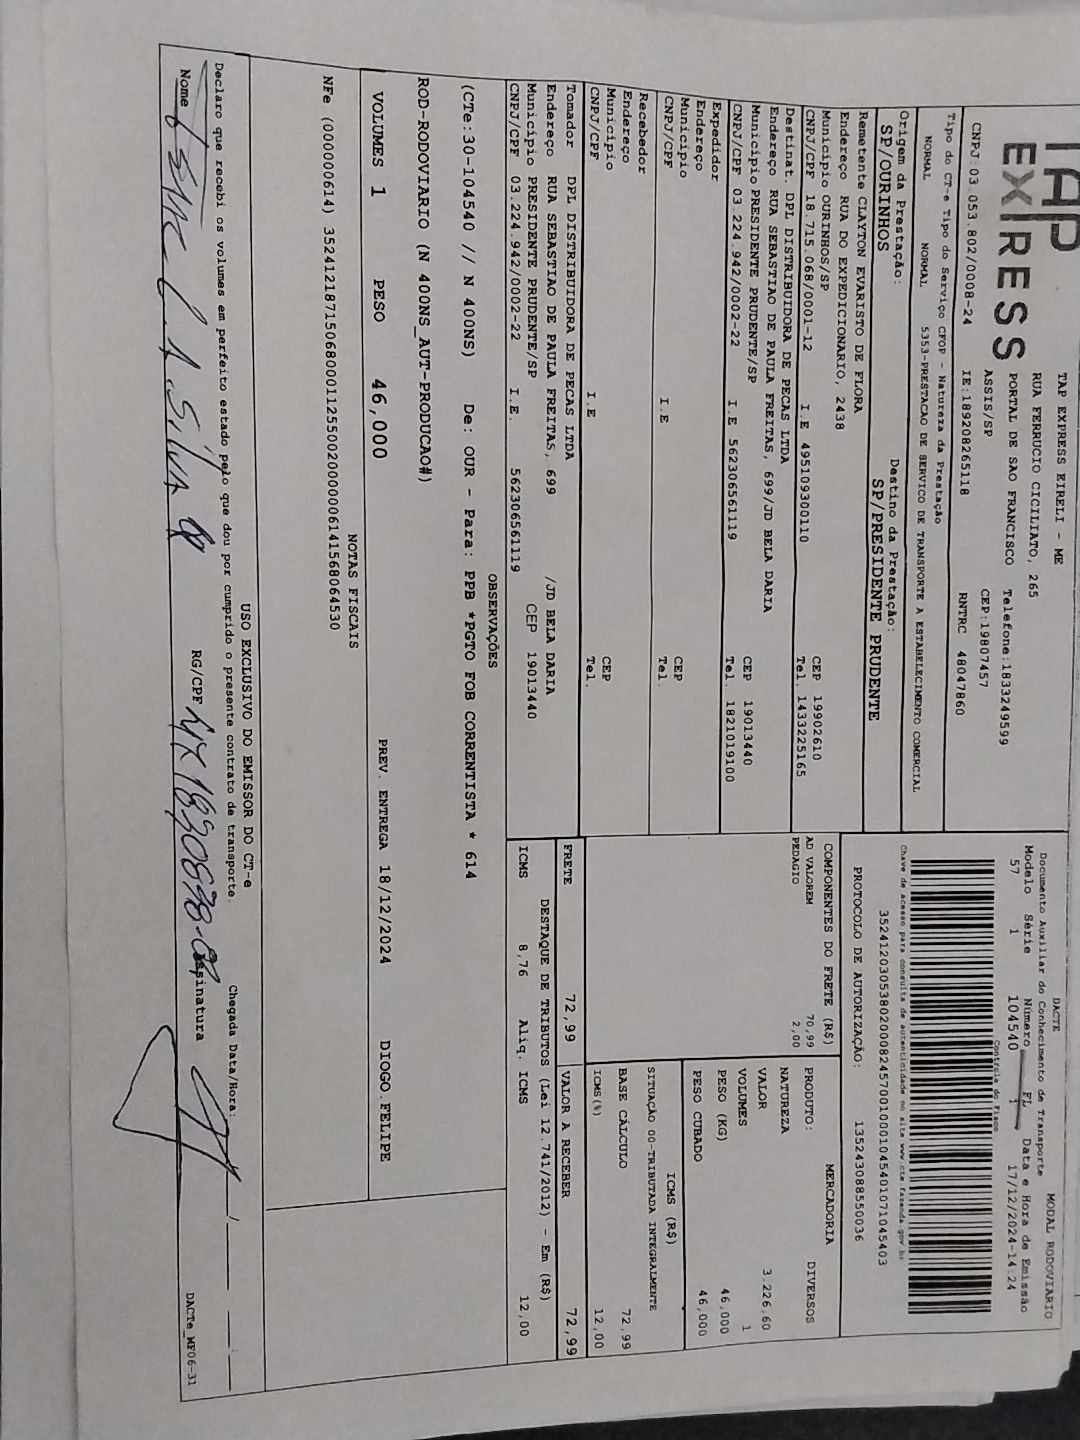 TAP EXPRESS
TAP EXPRESS EIRELI - ME
RUA FERRUCIO CICILIATO, 265
PORTAL DE SAO FRANCISCO Telefone:1833249599
ASSIS/SP CEP:19807457
CNPJ:03.053.802/0008-24 IE:189208265118 RNTRC 48047860
DACTE MODAL RODOVIARIO
Documento Auxiliar do Conhecimento de Transporte
Modelo Série Número FL Data e Hora de Emissão
57 1 104540 1 17/12/2024-14:24
Controle do Fisco
Chave de acesso para consulta de autenticidade no site www.cte.fazenda.gov.br
35241203053802000824570010001045401071045403
PROTOCOLO DE AUTORIZAÇÃO: 135243088550036
Tipo do CT-e Tipo do Serviço CFOP - Natureza da Prestação
NORMAL NORMAL 5353-PRESTACAO DE SERVICO DE TRANSPORTE A ESTABELECIMENTO COMERCIAL
Origem da Prestação: Destino da Prestação:
SP/OURINHOS SP/PRESIDENTE PRUDENTE
Remetente CLAYTON EVARISTO DE FLORA
Endereço RUA DO EXPEDICIONARIO, 2438
Município OURINHOS/SP CEP 19902610
CNPJ/CPF 18.715.068/0001-12 I.E 495109300110 Tel. 1433225165
Destinat. DPL DISTRIBUIDORA DE PECAS LTDA
Endereço RUA SEBASTIAO DE PAULA FREITAS, 699/JD BELA DARIA
Município PRESIDENTE PRUDENTE/SP CEP 19013440
CNPJ/CPF 03.224.942/0002-22 I.E 562306561119 Tel. 18210191​00
Expedidor
Endereço
Município CEP
CNPJ/CPF I.E Tel.
Recebedor
Endereço
Município CEP
CNPJ/CPF I.E Tel.
Tomador DPL DISTRIBUIDORA DE PECAS LTDA
Endereço RUA SEBASTIAO DE PAULA FREITAS, 699 /JD BELA DARIA
Município PRESIDENTE PRUDENTE/SP CEP 19013440
CNPJ/CPF 03.224.942/0002-22 I.E. 562306561119
COMPONENTES DO FRETE (R$)
AD VALOREM 70,99
PEDAGIO 2,00
MERCADORIA
PRODUTO: DIVERSOS
NATUREZA
VALOR 3.226,60
VOLUMES 1
PESO (KG) 46,000
PESO CUBADO 46,000
ICMS (R$)
SITUAÇÃO 00-TRIBUTADA INTEGRALMENTE
BASE CÁLCULO 72,99
ICMS(%) 12,00
FRETE 72,99 VALOR A RECEBER 72,99
DESTAQUE DE TRIBUTOS (Lei 12.741/2012) - Em (R$)
ICMS 8,76 Aliq. ICMS 12,00
OBSERVAÇÕES
(CTe:30-104540 // N 400NS) De: OUR - Para: PPB *PGTO FOB CORRENTISTA * 614
ROD-RODOVIARIO (N 400NS_AUT-PRODUCAO#)
VOLUMES 1 PESO 46,000 PREV. ENTREGA 18/12/2024 DIOGO.FELIPE
NOTAS FISCAIS
NFe (0000000614) 35241218715068000112550020000006141568064530
USO EXCLUSIVO DO EMISSOR DO CT-e
Declaro que recebi os volumes em perfeito estado pelo que dou por cumprido o presente contrato de transporte. Chegada Data/Hora:
Nome Silva RG/CPF Assinatura
DACTe_MF06-31